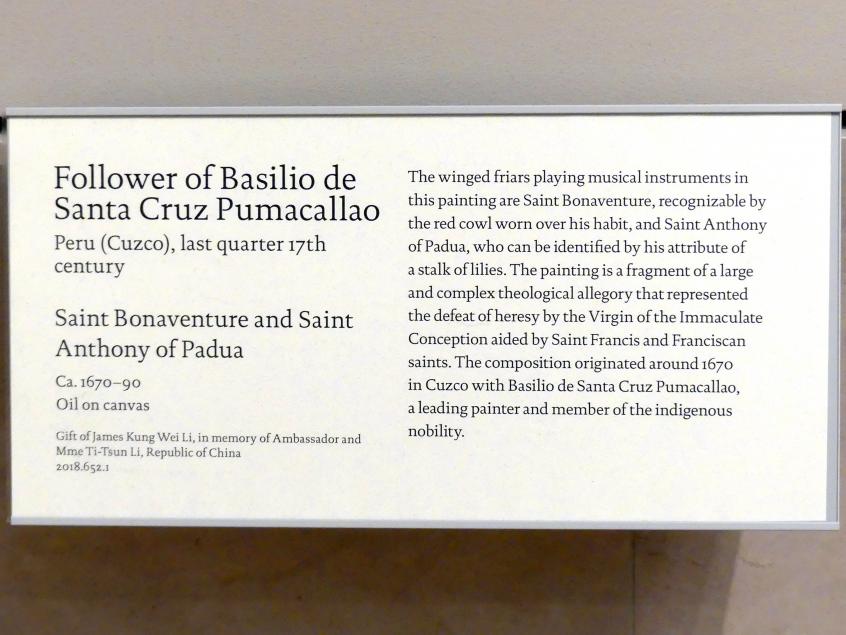 Follower of Basilio de
Santa Cruz Pumacallao
Peru (Cuzco), last quarter 17th
century
Saint Bonaventure and Saint
Anthony of Padua
Ca. 1670–90
Oil on canvas
Gift of James Kung Wei Li, in memory of Ambassador and
Mme Ti-Tsun Li, Republic of China
2018.652.1
The winged friars playing musical instruments in
this painting are Saint Bonaventure, recognizable by
the red cowl worn over his habit, and Saint Anthony
of Padua, who can be identified by his attribute of
a stalk of lilies. The painting is a fragment of a large
and complex theological allegory that represented
the defeat of heresy by the Virgin of the Immaculate
Conception aided by Saint Francis and Franciscan
saints. The composition originated around 1670
in Cuzco with Basilio de Santa Cruz Pumacallao,
a leading painter and member of the indigenous
nobility.